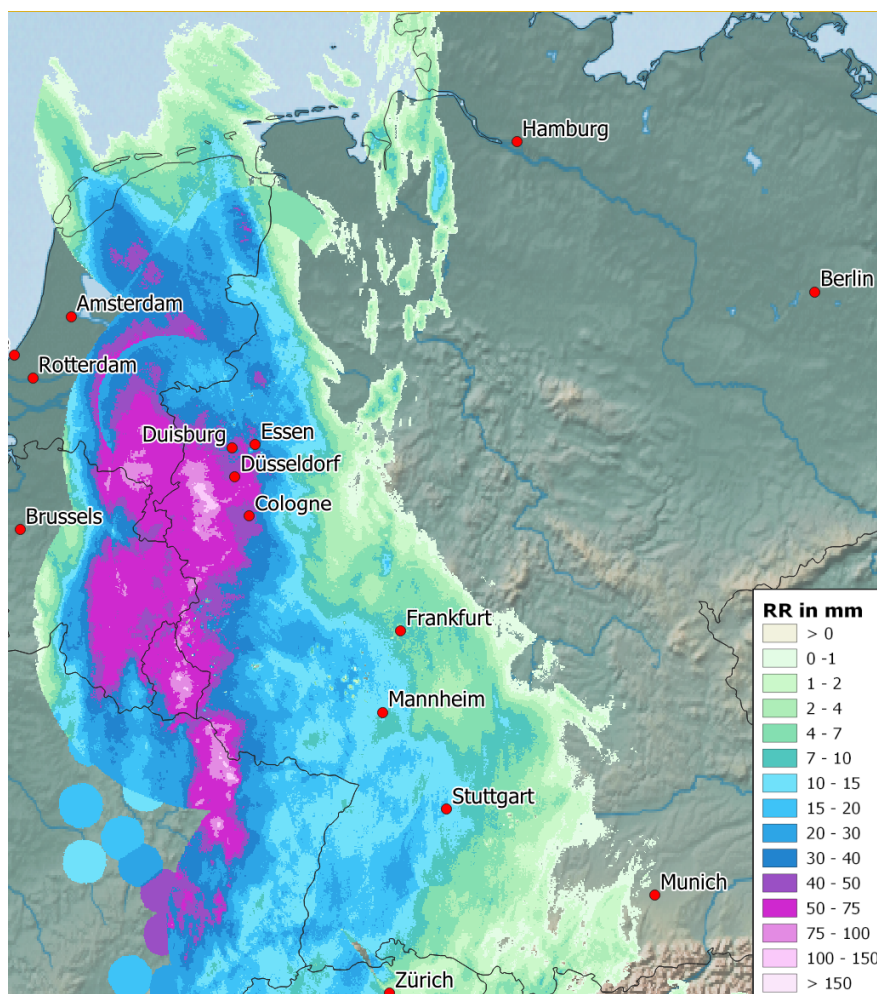 Hamburg
Berlin
Amsterdam
Rotterdam
Duisburg
Essen
Düsseldorf
Cologne
Brussels
Frankfurt
Mannheim
Stuttgart
Munich
Zürich
RR in mm
> 0
0 -1
1 - 2
2 - 4
4 - 7
7 - 10
10 - 15
15 - 20
20 - 30
30 - 40
40 - 50
50 - 75
75 - 100
100 - 150
> 150